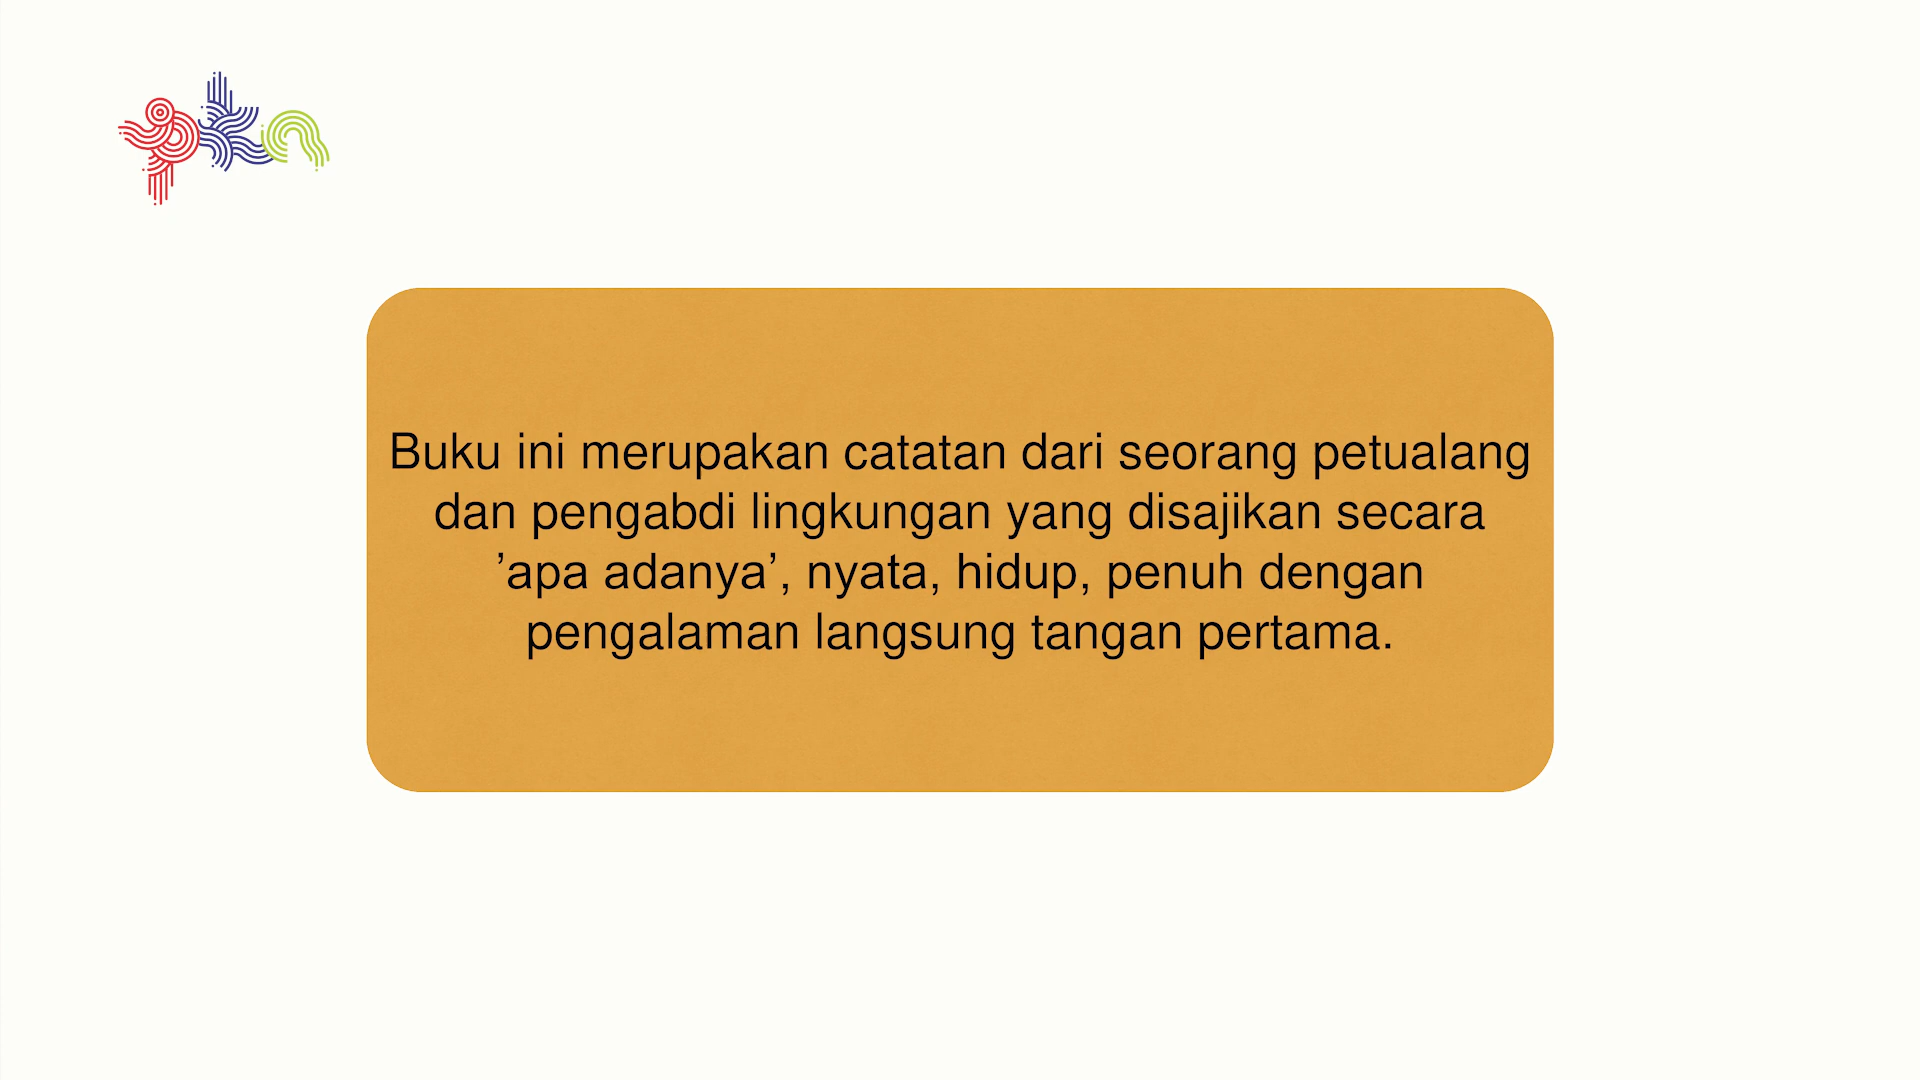 pkn
Buku ini merupakan catatan dari seorang petualang
dan pengabdi lingkungan yang disajikan secara
’apa adanya’, nyata, hidup, penuh dengan
pengalaman langsung tangan pertama.